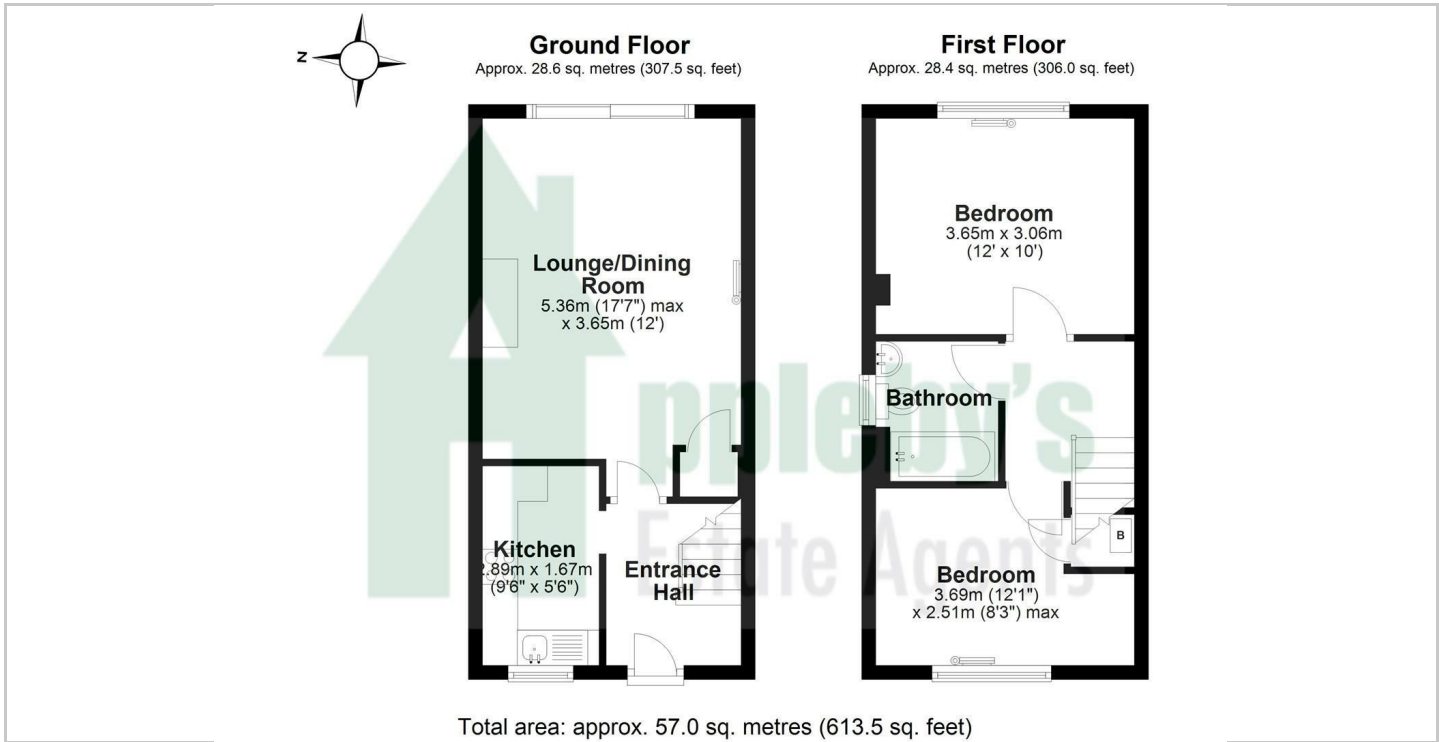 N
Ground Floor
Approx. 28.6 sq. metres (307.5 sq. feet)
Lounge/Dining
Room
5.36m (17'7") max
x 3.65m (12')
Kitchen
2.89m x 1.67m
(9'6" x 5'6")
Entrance
Hall
First Floor
Approx. 28.4 sq. metres (306.0 sq. feet)
Bedroom
3.65m x 3.06m
(12' x 10')
Bathroom
B
Bedroom
3.69m (12'1")
x 2.51m (8'3") max
ppleby's
Estate Agents
Total area: approx. 57.0 sq. metres (613.5 sq. feet)